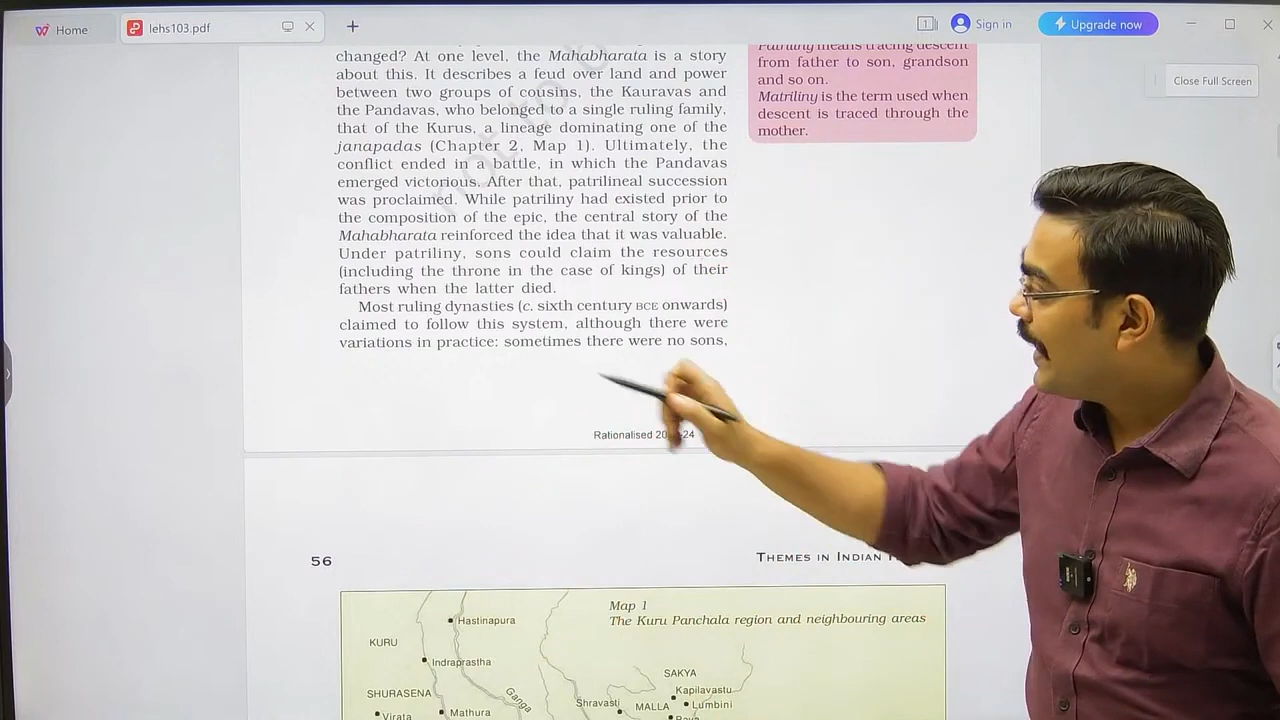 Home
lehs103.pdf
Sign in
Upgrade now
Close Full Screen
changed? At one level, the Mahabharata is a story
about this. It describes a feud over land and power
between two groups of cousins, the Kauravas and
the Pandavas, who belonged to a single ruling family,
that of the Kurus, a lineage dominating one of the
janapadas (Chapter 2, Map 1). Ultimately, the
conflict ended in a battle, in which the Pandavas
emerged victorious. After that, patrilineal succession
was proclaimed. While patriliny had existed prior to
the composition of the epic, the central story of the
Mahabharata reinforced the idea that it was valuable.
Under patriliny, sons could claim the resources
(including the throne in the case of kings) of their
fathers when the latter died.
Most ruling dynasties (c. sixth century BCE onwards)
claimed to follow this system, although there were
variations in practice: sometimes there were no sons,
Patriliny means tracing descent
from father to son, grandson
and so on.
Matriliny is the term used when
descent is traced through the
mother.
not to
Rationalised
56
THEMES IN INDIAN
Map 1
The Kuru Panchala region and neighbouring areas
Hastinapura
KURU
Indraprastha
SAKYA
SHURASENA
Ganga
Kapilavastu
Shravasti
MALLA
Lumbini
Virata
Mathura